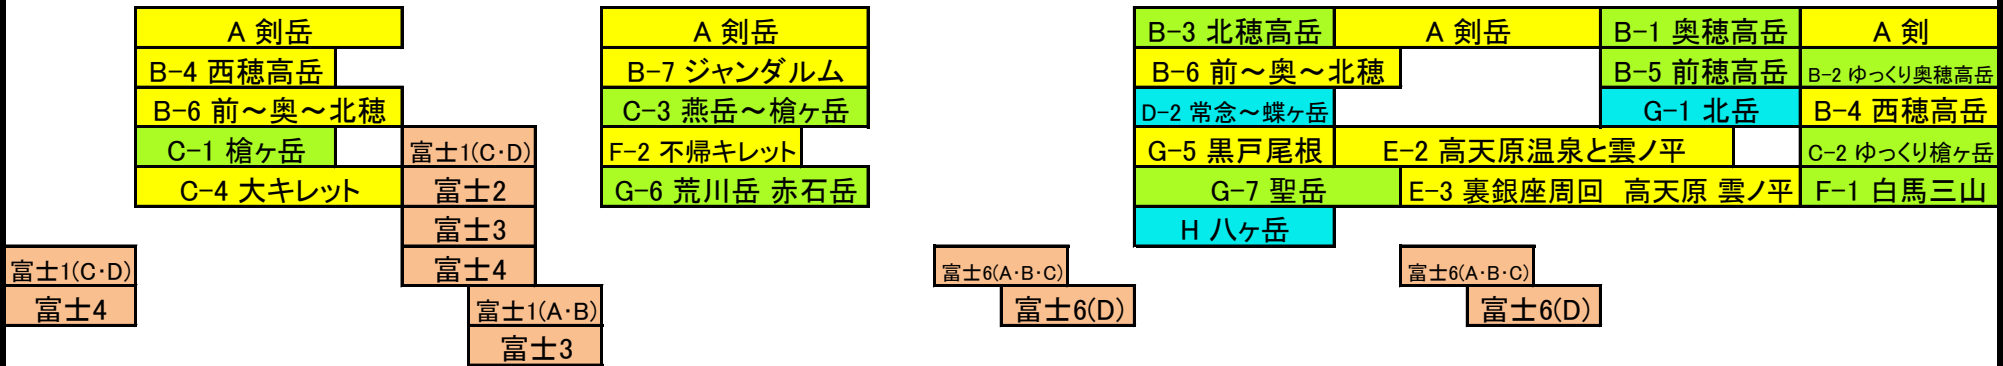 A 剣岳
A 剣岳
B-3 北穂高岳
A 剣岳
B-1 奥穂高岳
A 剣
B-4 西穂高岳
B-7 ジャンダルム
B-6 前～奥～北穂
B-5 前穂高岳
B-2 ゆっくり奥穂高岳
B-6 前～奥～北穂
C-3 燕岳～槍ヶ岳
D-2 常念～蝶ヶ岳
G-1 北岳
B-4 西穂高岳
C-1 槍ヶ岳
富士1(C・D)
F-2 不帰キレット
G-5 黒戸尾根
E-2 高天原温泉と雲ノ平
C-2 ゆっくり槍ヶ岳
C-4 大キレット
富士2
G-6 荒川岳 赤石岳
G-7 聖岳
E-3 裏銀座周回 高天原 雲ノ平
F-1 白馬三山
富士3
H 八ヶ岳
富士1(C・D)
富士4
富士6(A・B・C)
富士6(A・B・C)
富士4
富士1(A・B)
富士6(D)
富士6(D)
富士3